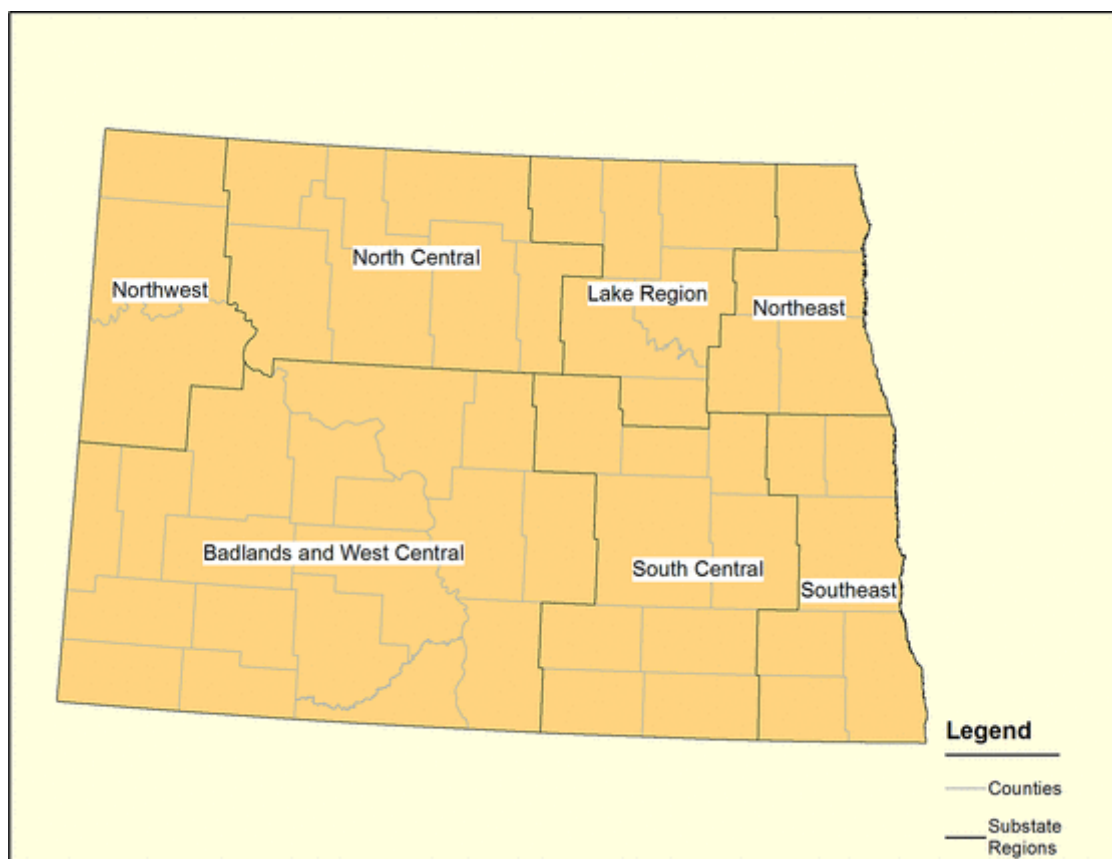 North Central
Northwest
Lake Region
Northeast
Badlands and West Central
South Central
Southeast
Legend
Counties
Substate
Regions